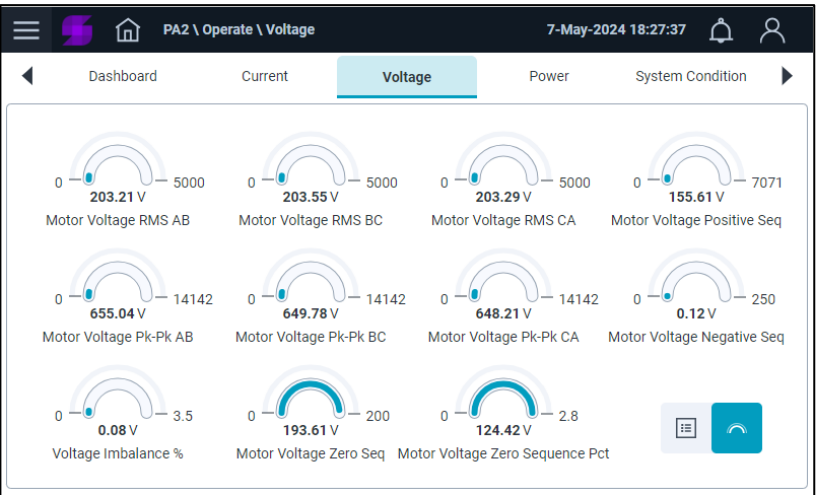 PA2 \ Operate \ Voltage 7-May-2024 18:27:37
Dashboard Current Voltage Power System Condition
0 5000 0 5000 0 5000 0 7071
203.21 V 203.55 V 203.29 V 155.61 V
Motor Voltage RMS AB Motor Voltage RMS BC Motor Voltage RMS CA Motor Voltage Positive Seq
0 14142 0 14142 0 14142 0 250
655.04 V 649.78 V 648.21 V 0.12 V
Motor Voltage Pk-Pk AB Motor Voltage Pk-Pk BC Motor Voltage Pk-Pk CA Motor Voltage Negative Seq
0 3.5 0 200 0 2.8
0.08 V 193.61 V 124.42 V
Voltage Imbalance % Motor Voltage Zero Seq Motor Voltage Zero Sequence Pct